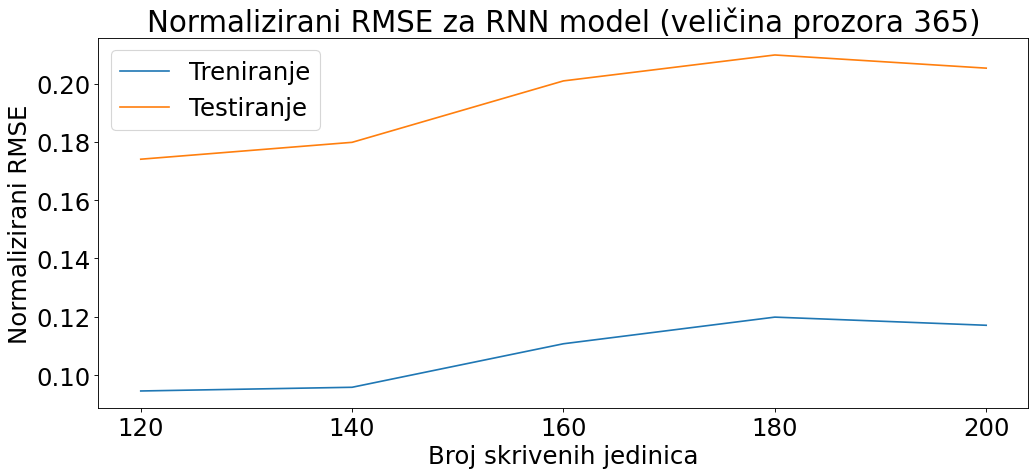 Normalizirani RMSE za RNN model (veličina prozora 365)
Treniranje
Testiranje
Normalizirani RMSE
0.20
0.18
0.16
0.14
0.12
0.10
120 140 160 180 200
Broj skrivenih jedinica